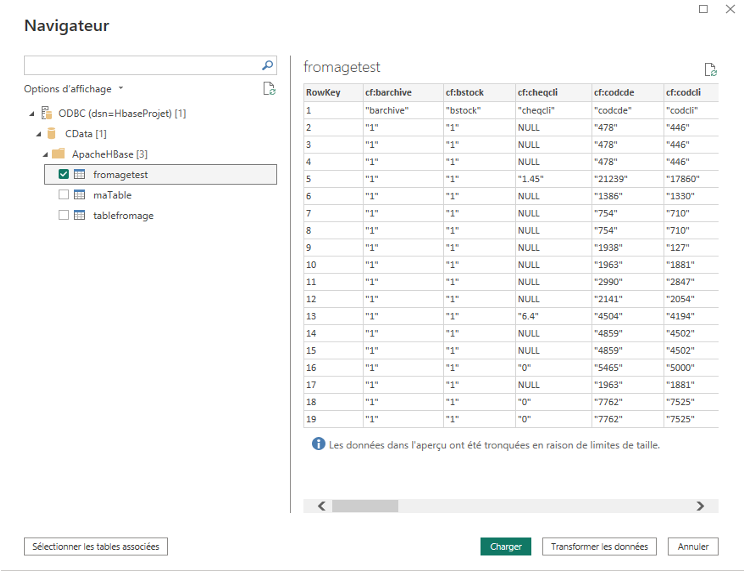 Navigateur
Options d'affichage
ODBC (dsn=HbaseProjet) [1]
CData [1]
ApacheHBase [3]
fromagetest
maTable
tablefromage
fromagetest
RowKey cf:barchive cf:bstock cf:cheqcli cf:codcde cf:codcli
1 "barchive" "bstock" "cheqcli" "codcde" "codcli"
2 "1" "1" NULL "478" "446"
3 "1" "1" NULL "478" "446"
4 "1" "1" NULL "478" "446"
5 "1" "1" "1.45" "21239" "17860"
6 "1" "1" NULL "1386" "1330"
7 "1" "1" NULL "754" "710"
8 "1" "1" NULL "754" "710"
9 "1" "1" NULL "1938" "127"
10 "1" "1" NULL "1963" "1881"
11 "1" "1" NULL "2990" "2847"
12 "1" "1" NULL "2141" "2054"
13 "1" "1" "6.4" "4504" "4194"
14 "1" "1" NULL "4859" "4502"
15 "1" "1" NULL "4859" "4502"
16 "1" "1" "0" "5465" "5000"
17 "1" "1" NULL "1963" "1881"
18 "1" "1" "0" "7762" "7525"
19 "1" "1" "0" "7762" "7525"
Les données dans l'aperçu ont été tronquées en raison de limites de taille.
Sélectionner les tables associées
Charger
Transformer les données
Annuler